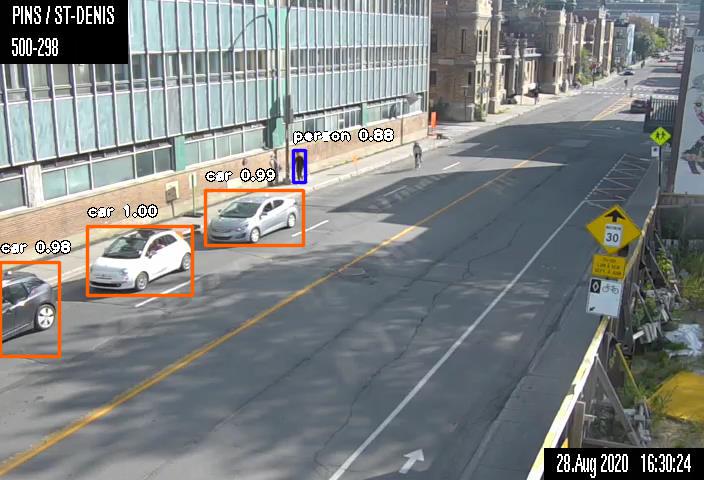 PINS / ST-DENIS
500-298
person 0.88
car 0.99
car 1.00
car 0.98
MAXIMUM
30
28.Aug 2020 16:30:24